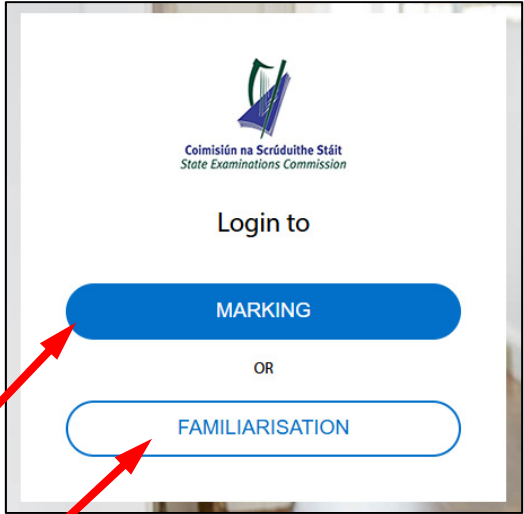 Coimisiún na Scrúduithe Stáit
State Examinations Commission
Login to
MARKING
OR
FAMILIARISATION